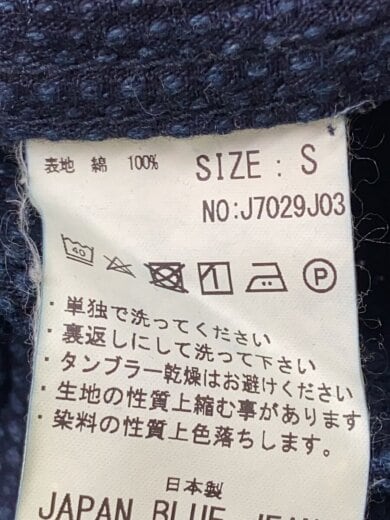 表地 綿 100% SIZE : S
NO:J7029J03
40 P
・単独で洗ってください
・裏返しにして洗って下さい
・タンブラー乾燥はお避けください
・生地の性質上縮む事があります
・染料の性質上色落ちします。
日本製
JAPAN BLUE JEAN